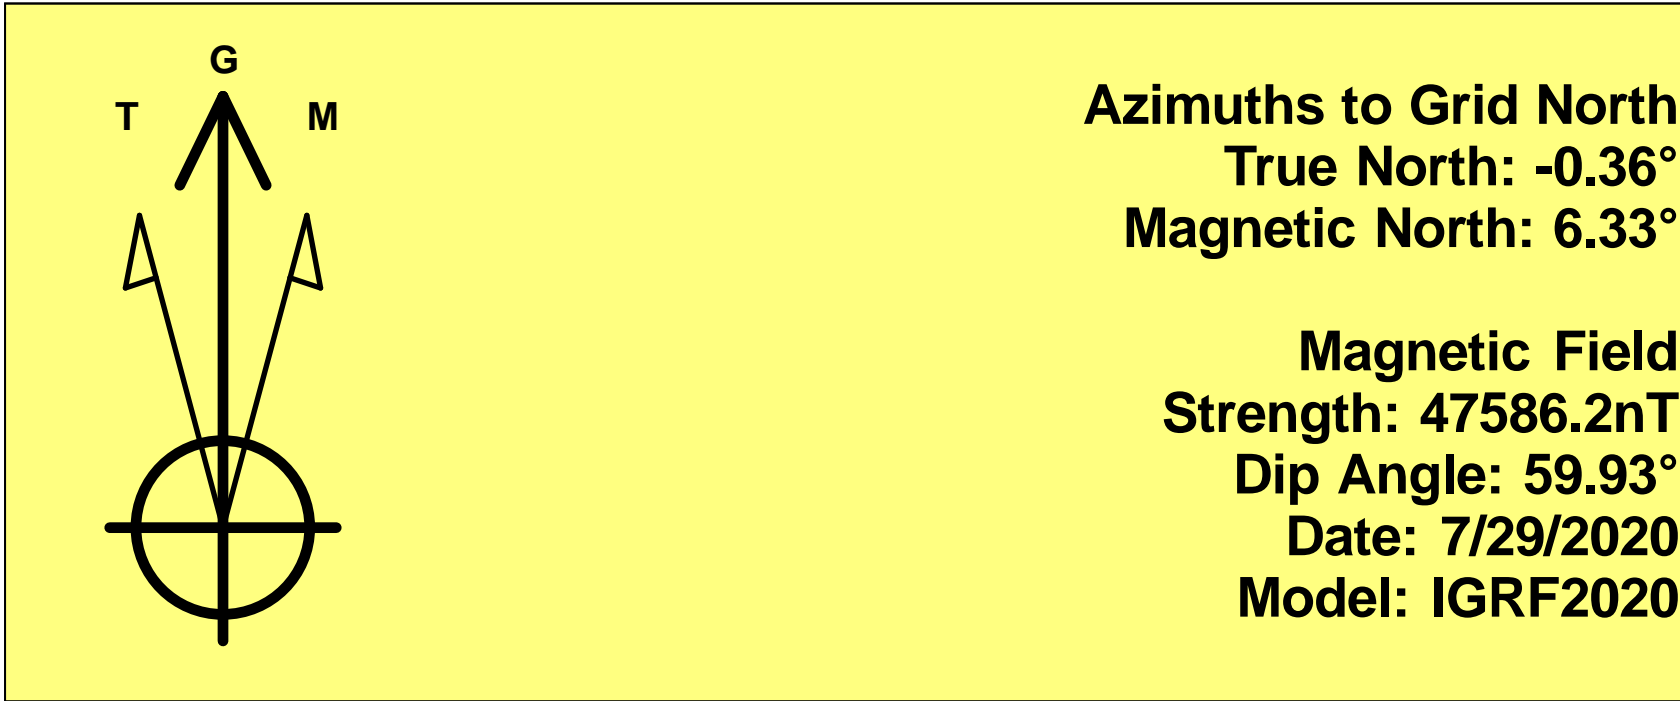 G
T M
Azimuths to Grid North
True North: -0.36°
Magnetic North: 6.33°
Magnetic Field
Strength: 47586.2nT
Dip Angle: 59.93°
Date: 7/29/2020
Model: IGRF2020